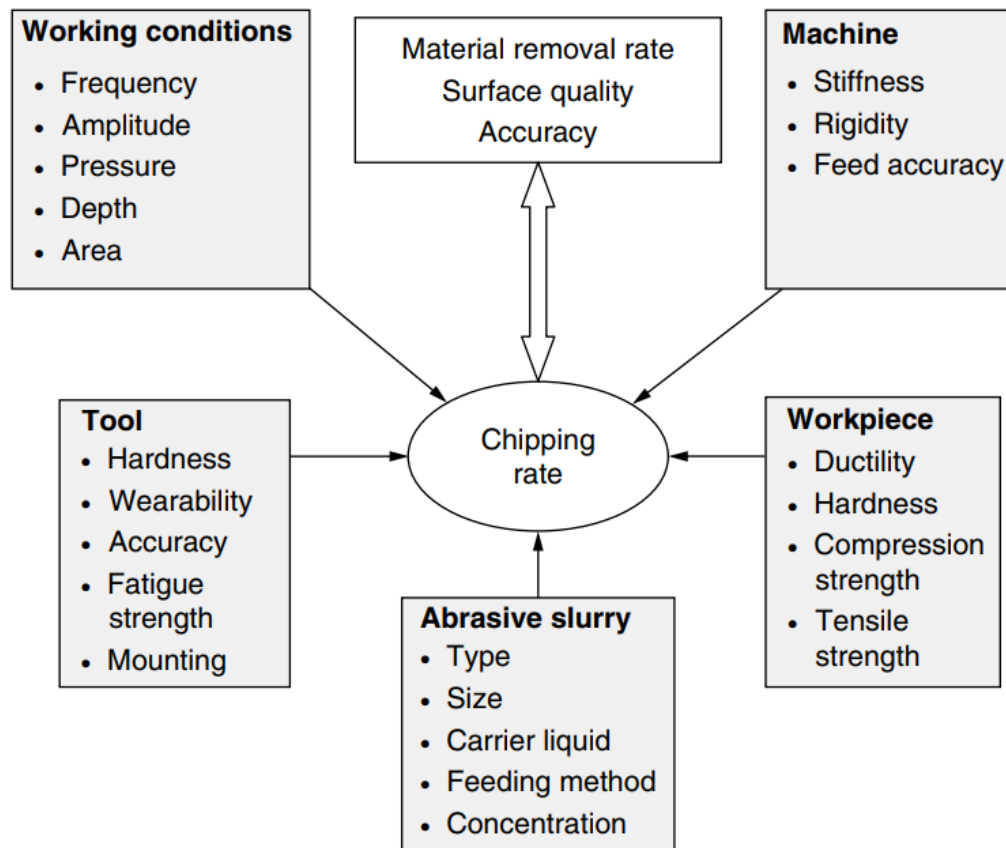 Working conditions
• Frequency
• Amplitude
• Pressure
• Depth
• Area
Material removal rate
Surface quality
Accuracy
Machine
• Stiffness
• Rigidity
• Feed accuracy
Tool
• Hardness
• Wearability
• Accuracy
• Fatigue
strength
• Mounting
Chipping
rate
Workpiece
• Ductility
• Hardness
• Compression
strength
• Tensile
strength
Abrasive slurry
• Type
• Size
• Carrier liquid
• Feeding method
• Concentration